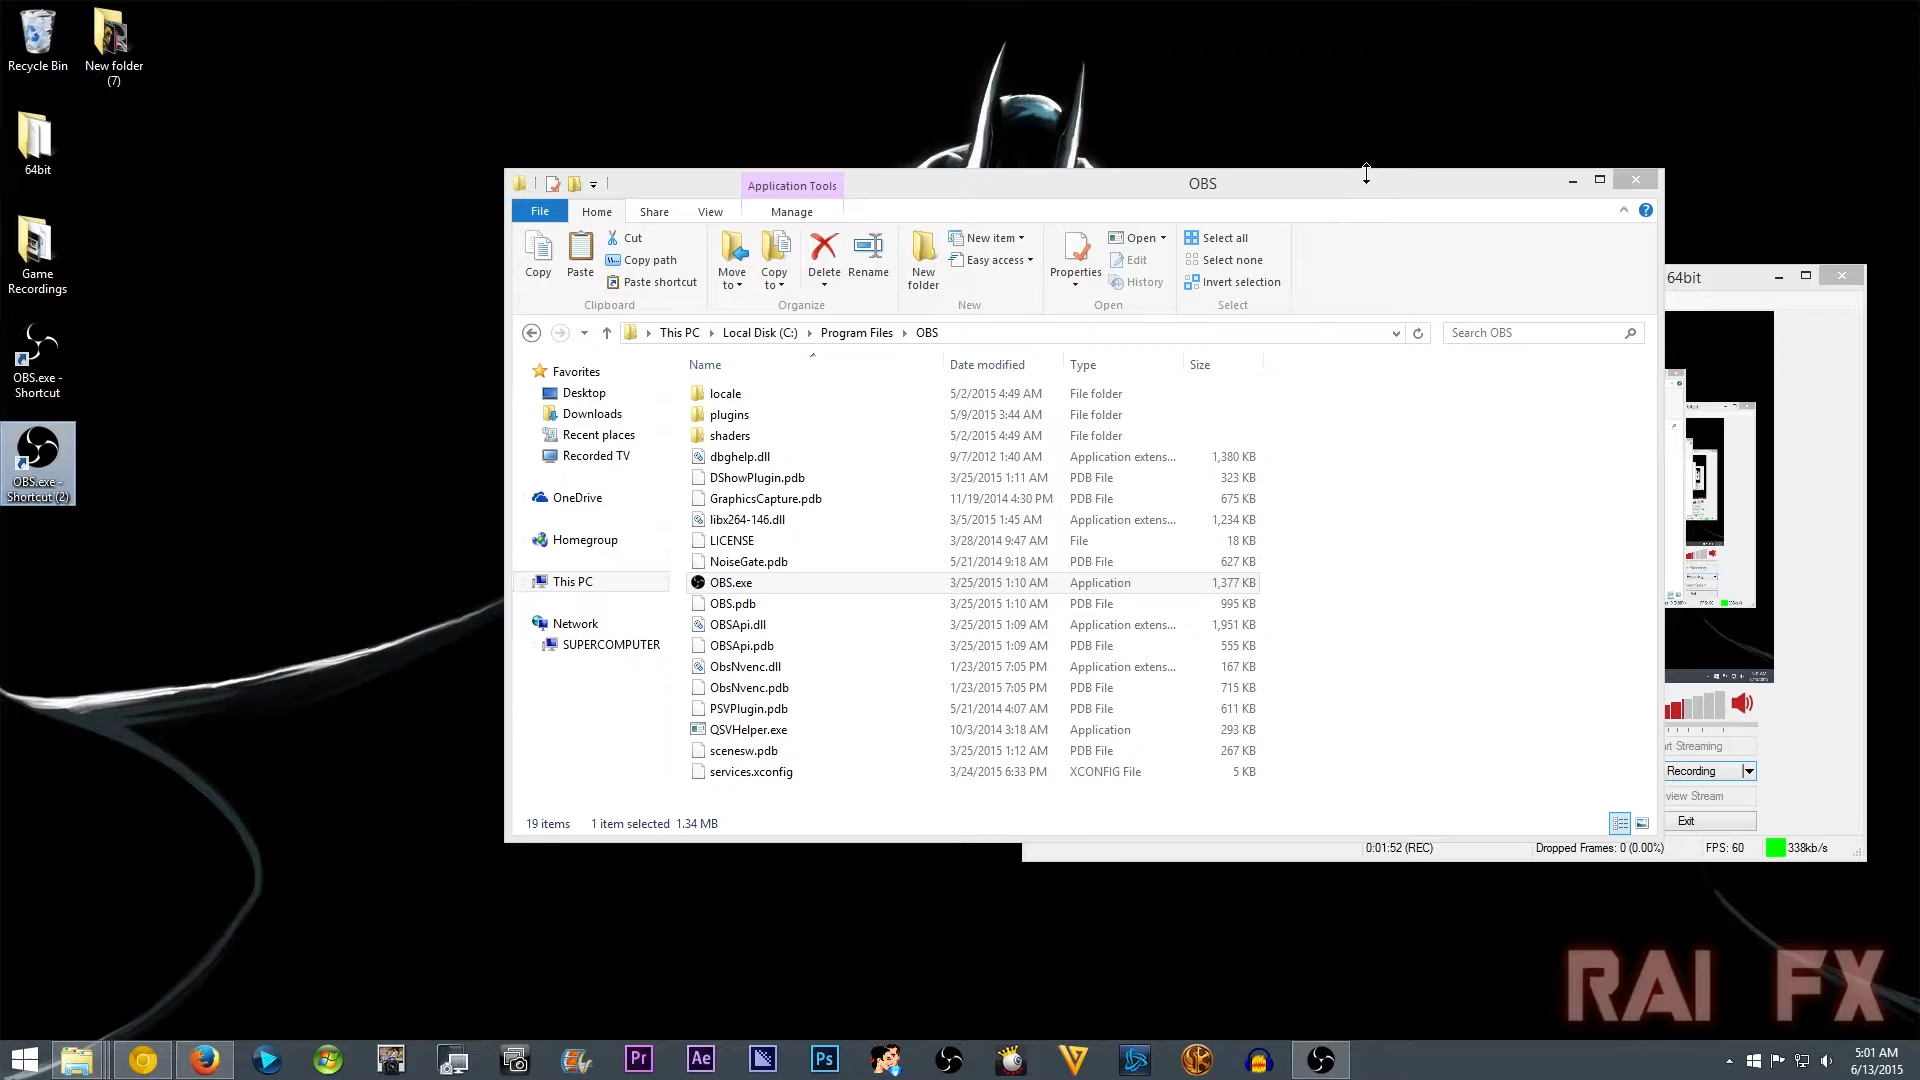 Recycle Bin
New folder
(7)
64bit
Game
Recordings
OBS.exe -
Shortcut
OBS.exe -
Shortcut (2)
Application Tools
OBS
File
Home
Share
View
Manage
Copy
Paste
Cut
Copy path
Paste shortcut
Clipboard
Move
to
Copy
to
Delete
Rename
Organize
New
folder
New item
Easy access
New
Properties
Open
Edit
History
Open
Select all
Select none
Invert selection
Select
This PC
Local Disk (C:)
Program Files
OBS
Search OBS
Favorites
Desktop
Downloads
Recent places
Recorded TV
OneDrive
Homegroup
This PC
Network
SUPERCOMPUTER
Name Date modified Type Size
locale 5/2/2015 4:49 AM File folder
plugins 5/9/2015 3:44 AM File folder
shaders 5/2/2015 4:49 AM File folder
dbghelp.dll 9/7/2012 1:40 AM Application extens... 1,380 KB
DShowPlugin.pdb 3/25/2015 1:11 AM PDB File 323 KB
GraphicsCapture.pdb 11/19/2014 4:30 PM PDB File 675 KB
libx264-146.dll 3/5/2015 1:45 AM Application extens... 1,234 KB
LICENSE 3/28/2014 9:47 AM File 18 KB
NoiseGate.pdb 5/21/2014 9:18 AM PDB File 627 KB
OBS.exe 3/25/2015 1:10 AM Application 1,377 KB
OBS.pdb 3/25/2015 1:10 AM PDB File 995 KB
OBSApi.dll 3/25/2015 1:09 AM Application extens... 1,951 KB
OBSApi.pdb 3/25/2015 1:09 AM PDB File 555 KB
ObsNvenc.dll 1/23/2015 7:05 PM Application extens... 167 KB
ObsNvenc.pdb 1/23/2015 7:05 PM PDB File 715 KB
PSVPlugin.pdb 5/21/2014 4:07 AM PDB File 611 KB
QSVHelper.exe 10/3/2014 3:18 AM Application 293 KB
scenesw.pdb 3/25/2015 1:12 AM PDB File 267 KB
services.xconfig 3/24/2015 6:33 PM XCONFIG File 5 KB
19 items 1 item selected 1.34 MB
64bit
rt Streaming
Recording
view Stream
Exit
0:01:52 (REC) Dropped Frames: 0 (0.00%) FPS: 60 338kb/s
RAI FX
Pr
Ae
Ps
5:01 AM
6/13/2015